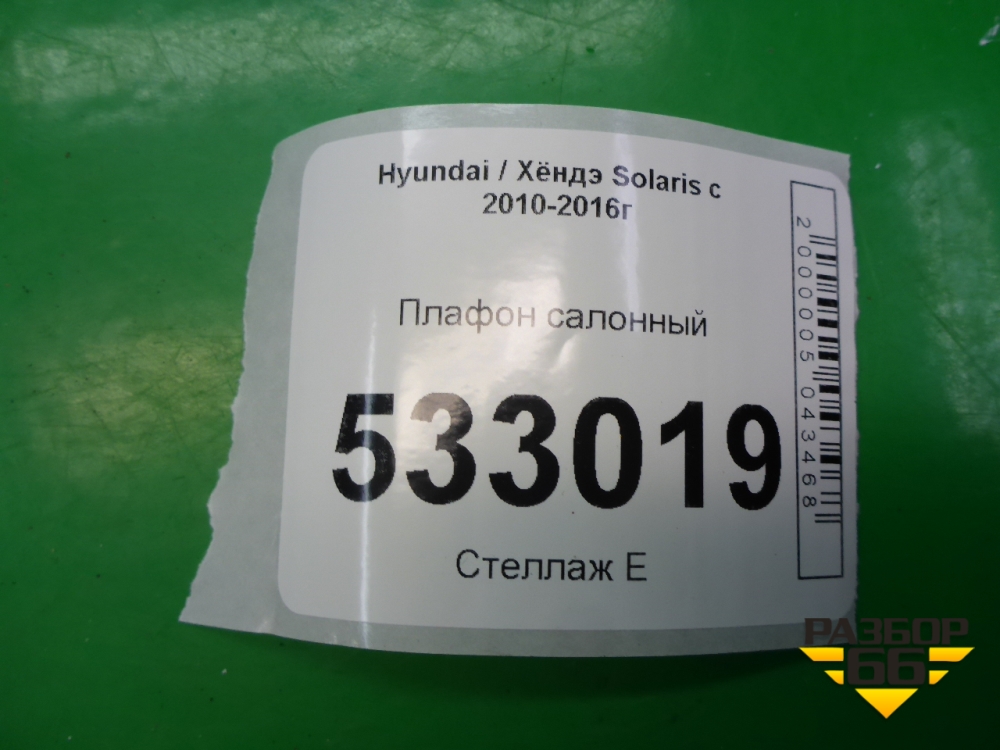 Hyundai / Хёндэ Solaris с
2010-2016г
Плафон салонный
533019
Стеллаж Е
2000005043468
РАЗБОР
66